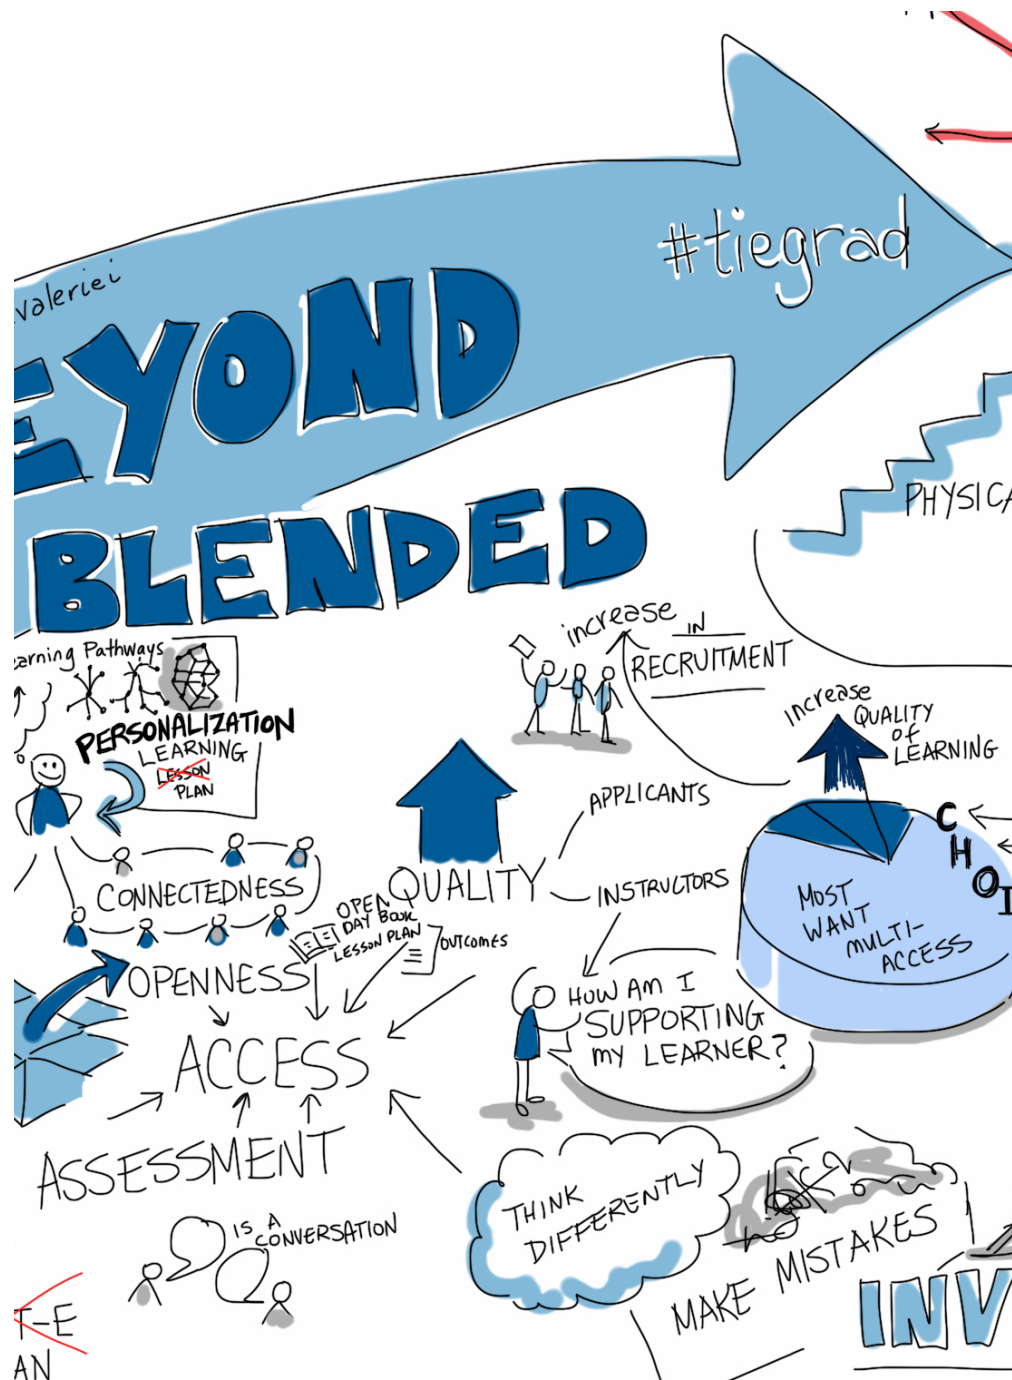 #tiegrad
valeriei
EYOND
BLENDED
PHYSICA
earning Pathways
PERSONALIZATION
LEARNING
LESSON
PLAN
increase
IN
RECRUITMENT
increase
QUALITY
of
LEARNING
APPLICANTS
QUALITY
INSTRUCTORS
CHOI
MOST
WANT
MULTI-
ACCESS
CONNECTEDNESS
OPEN
DAY BOOK
LESSON PLAN
OUTCOMES
OPENNESS
HOW AM I
SUPPORTING
MY LEARNER?
ACCESS
ASSESSMENT
IS A
CONVERSATION
THINK
DIFFERENTLY
MAKE MISTAKES
INV
T-E
AN